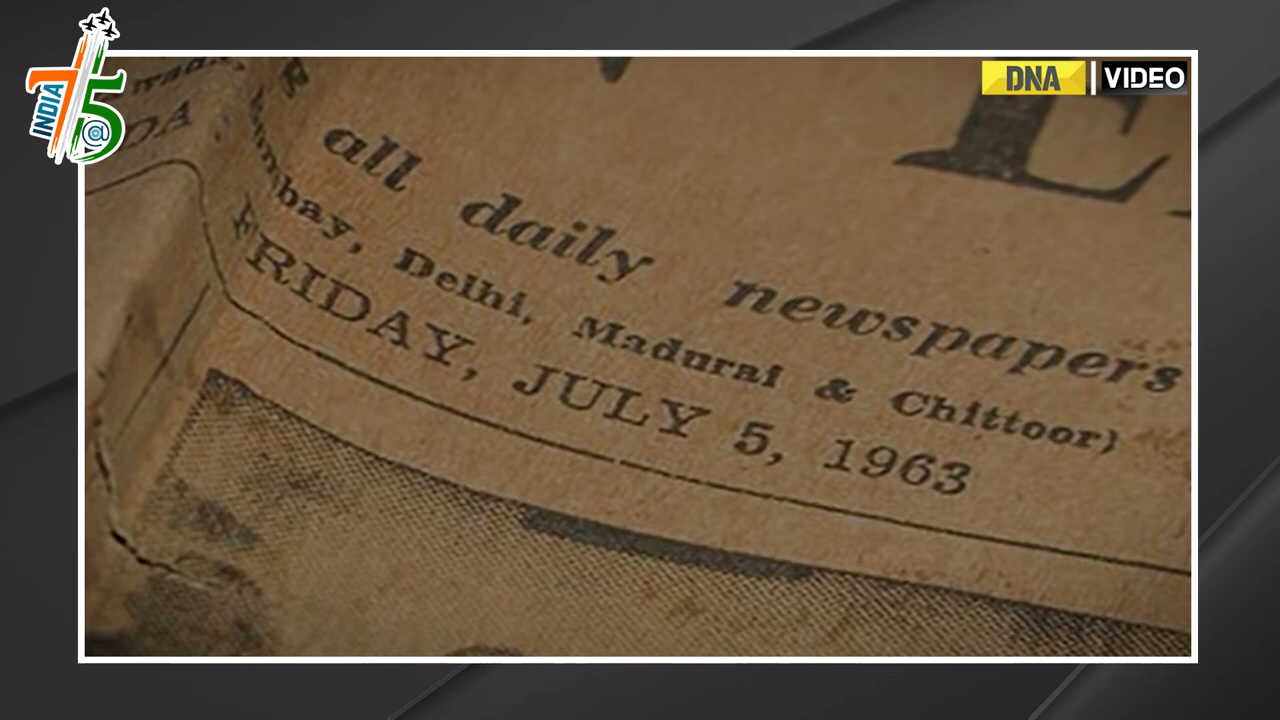 INDIA
75
@
DNA VIDEO
E
all daily newspapers
bay, Delhi, Madurai & Chittoor)
FRIDAY, JULY 5, 1963